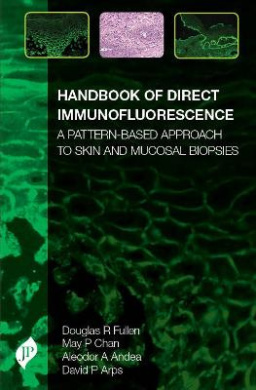 HANDBOOK OF DIRECT
IMMUNOFLUORESCENCE
A PATTERN-BASED APPROACH
TO SKIN AND MUCOSAL BIOPSIES
Douglas R Fullen
May P Chan
Aleodor A Andea
David P Arps
JP